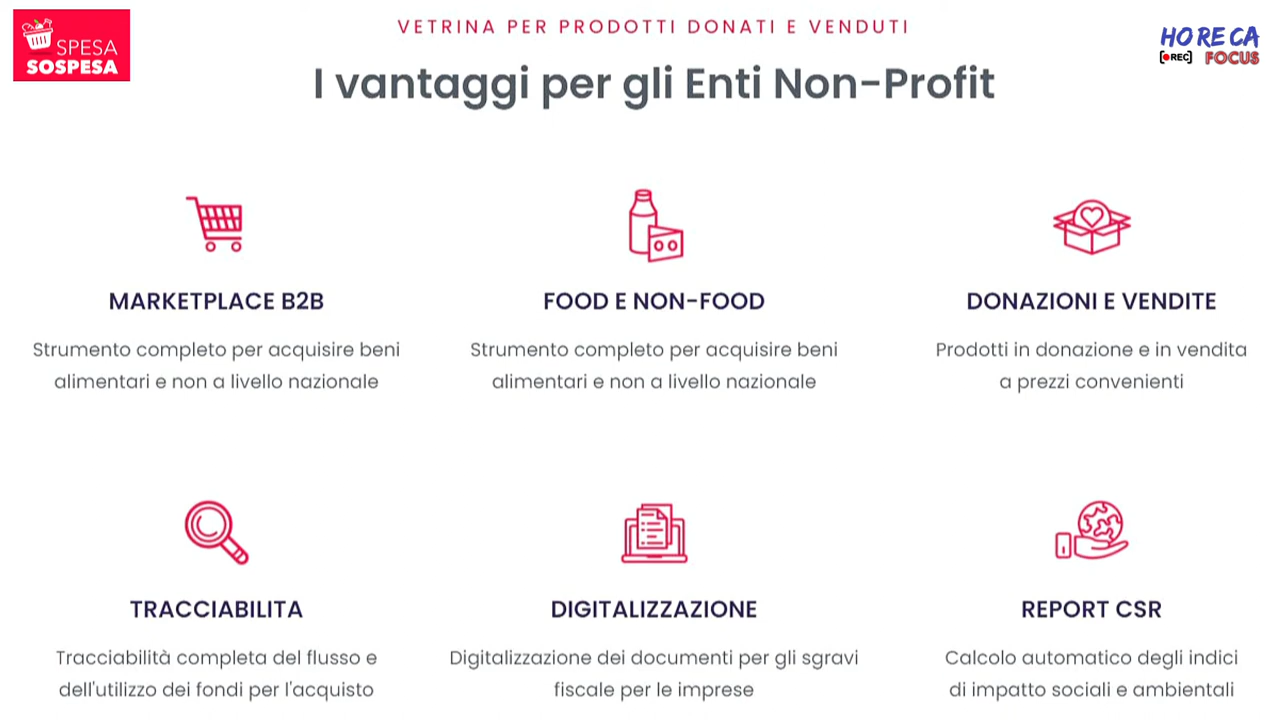 VETRINA PER PRODOTTI DONATI E VENDUTI
SPESA
SOSPESA
HORECA
REC
FOCUS
I vantaggi per gli Enti Non-Profit
MARKETPLACE B2B
Strumento completo per acquisire beni
alimentari e non a livello nazionale
FOOD E NON-FOOD
Strumento completo per acquisire beni
alimentari e non a livello nazionale
DONAZIONI E VENDITE
Prodotti in donazione e in vendita
a prezzi convenienti
TRACCIABILITA
Tracciabilità completa del flusso e
dell'utilizzo dei fondi per l'acquisto
DIGITALIZZAZIONE
Digitalizzazione dei documenti per gli sgravi
fiscale per le imprese
REPORT CSR
Calcolo automatico degli indici
di impatto sociali e ambientali